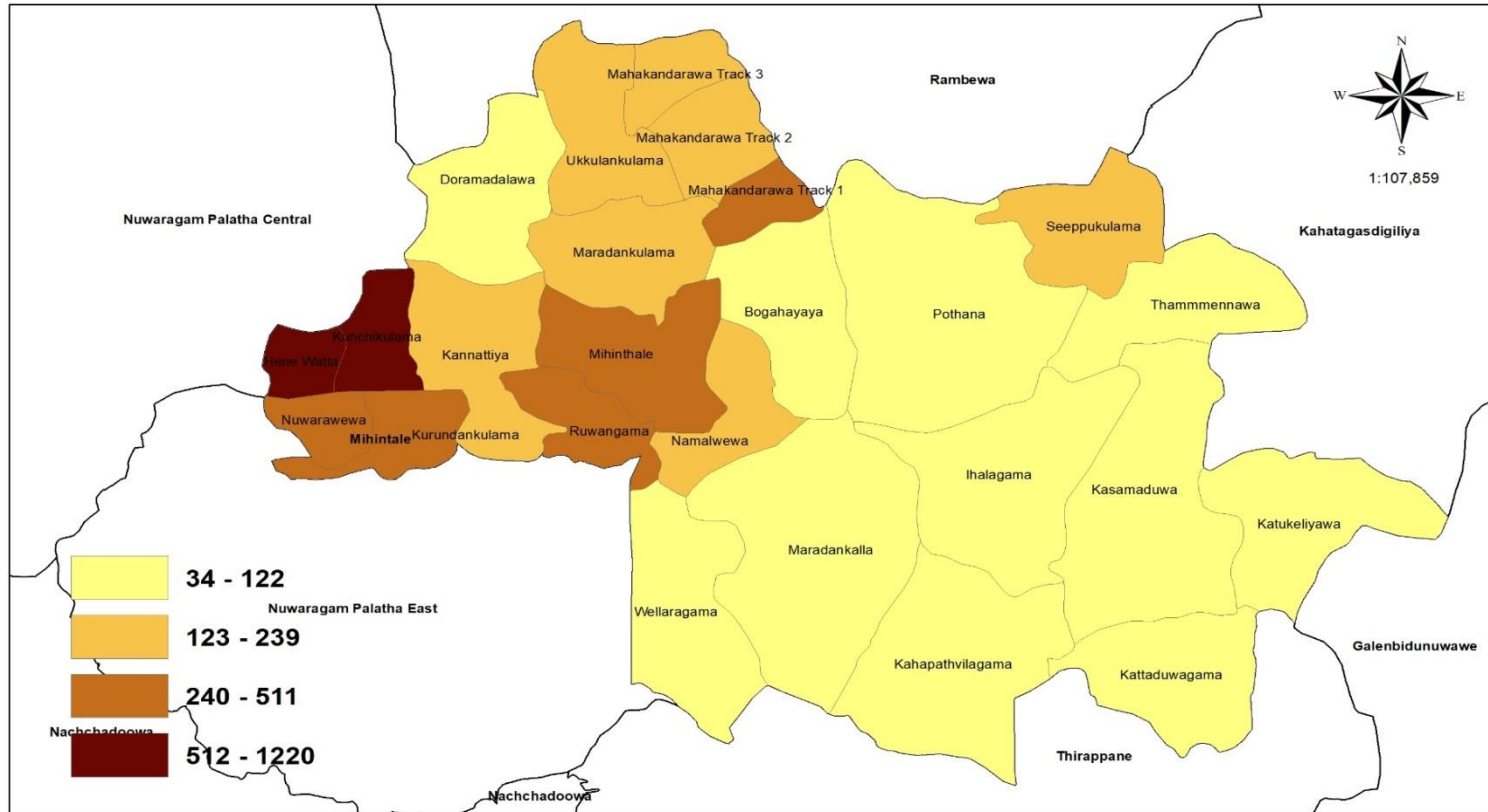 N
Mahakandarawa Track 3
Rambewa
W
E
Mahakandarawa Track 2
S
Ukkulankulama
1:107,859
Doramadalawa
Mahakandarawa Track 1
Nuwaragam Palatha Central
Seeppukulama
Kahatagasdigiliya
Maradankulama
Thammmennawa
Bogahayaya
Pothana
Kunchikulama
Hene Watta
Kannattiya
Mihinthale
Nuwarawewa
Mihintale
Kurundankulama
Ruwangama
Namalwewa
Ihalagama
Kasamaduwa
Katukeliyawa
Maradankalla
34 - 122
Nuwaragam Palatha East
Wellaragama
123 - 239
Galenbidunuwawe
Kahapathvilagama
Kattaduwagama
240 - 511
Nachchadoowa
512 - 1220
Thirappane
Nachchadoowa